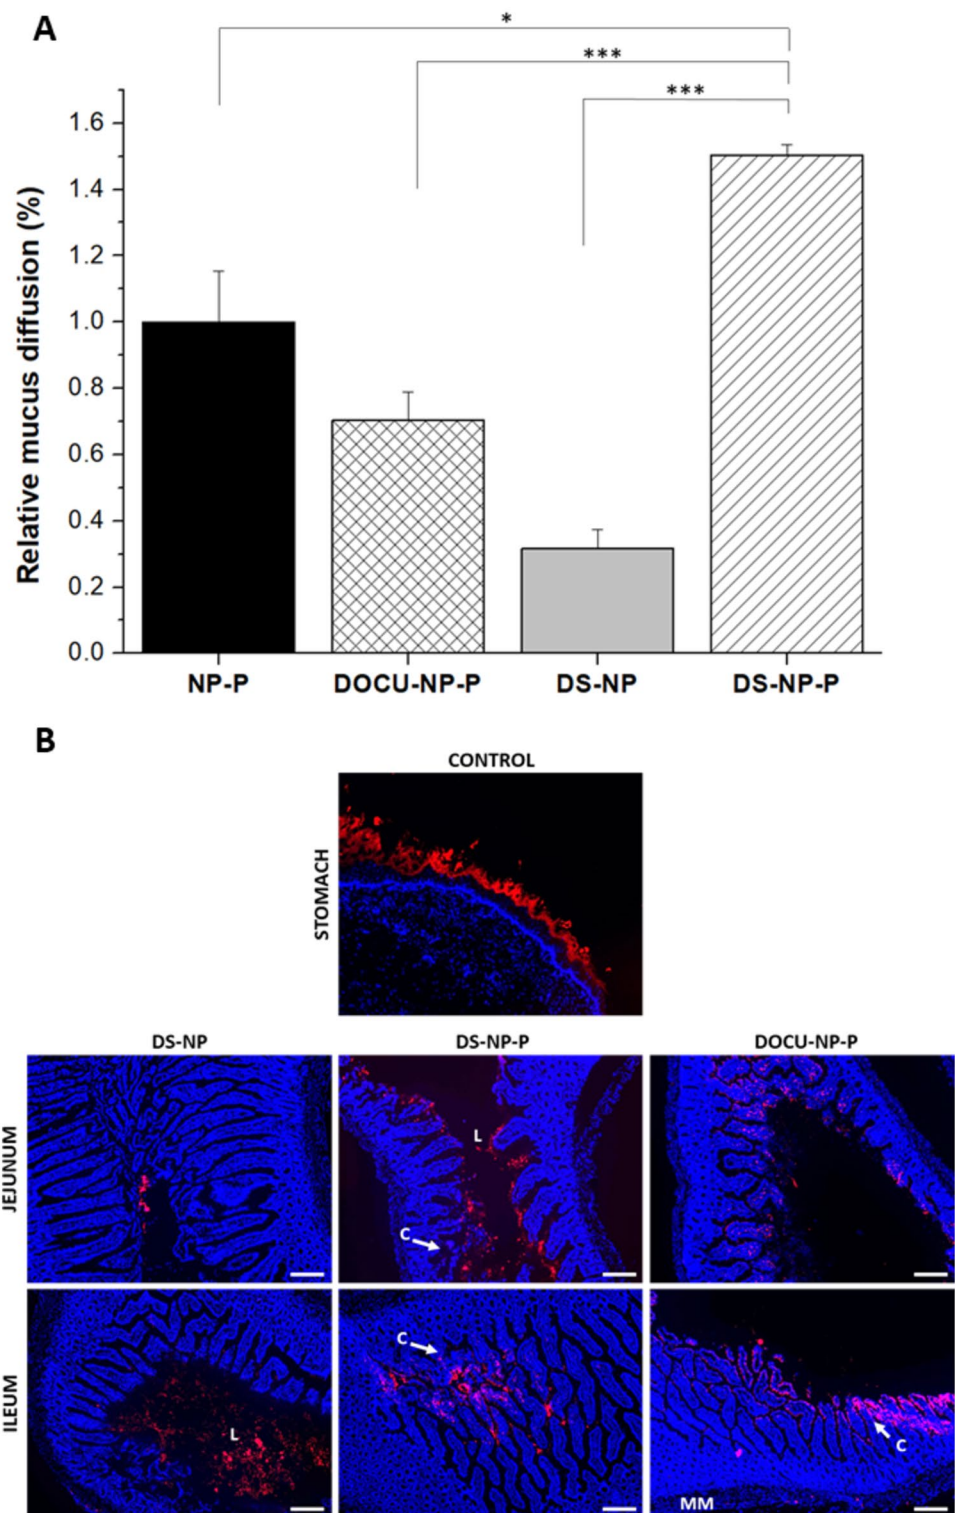 A
*
***
***
Relative mucus diffusion (%)
1.6
1.4
1.2
1.0
0.8
0.6
0.4
0.2
0.0
NP-P DOCU-NP-P DS-NP DS-NP-P
B
CONTROL
STOMACH
DS-NP DS-NP-P DOCU-NP-P
JEJUNUM
L
C
ILEUM
C
L
C
MM